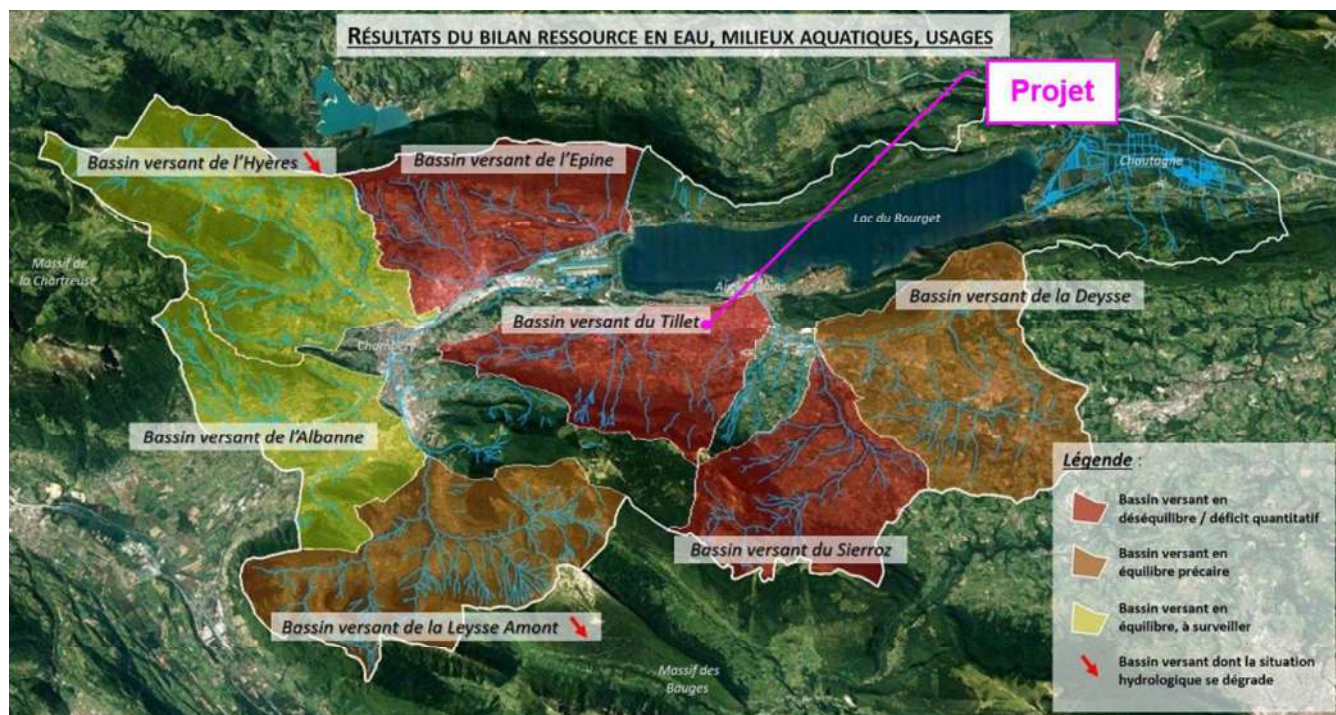 RÉSULTATS DU BILAN RESSOURCE EN EAU, MILIEUX AQUATIQUES, USAGES
Projet
Bassin versant de l'Hyères
Bassin versant de l'Epine
Chautagne
Lac du Bourget
Massif de
la Chartreuse
Bassin versant de la Deysse
Bassin versant du Tillet
Chambéry
Bassin versant de l'Albanne
Bassin versant du Sierroz
Bassin versant de la Leysse Amont
Massif des
Bauges
Légende :
Bassin versant en
déséquilibre / déficit quantitatif
Bassin versant en
équilibre précaire
Bassin versant en
équilibre, à surveiller
Bassin versant dont la situation
hydrologique se dégrade